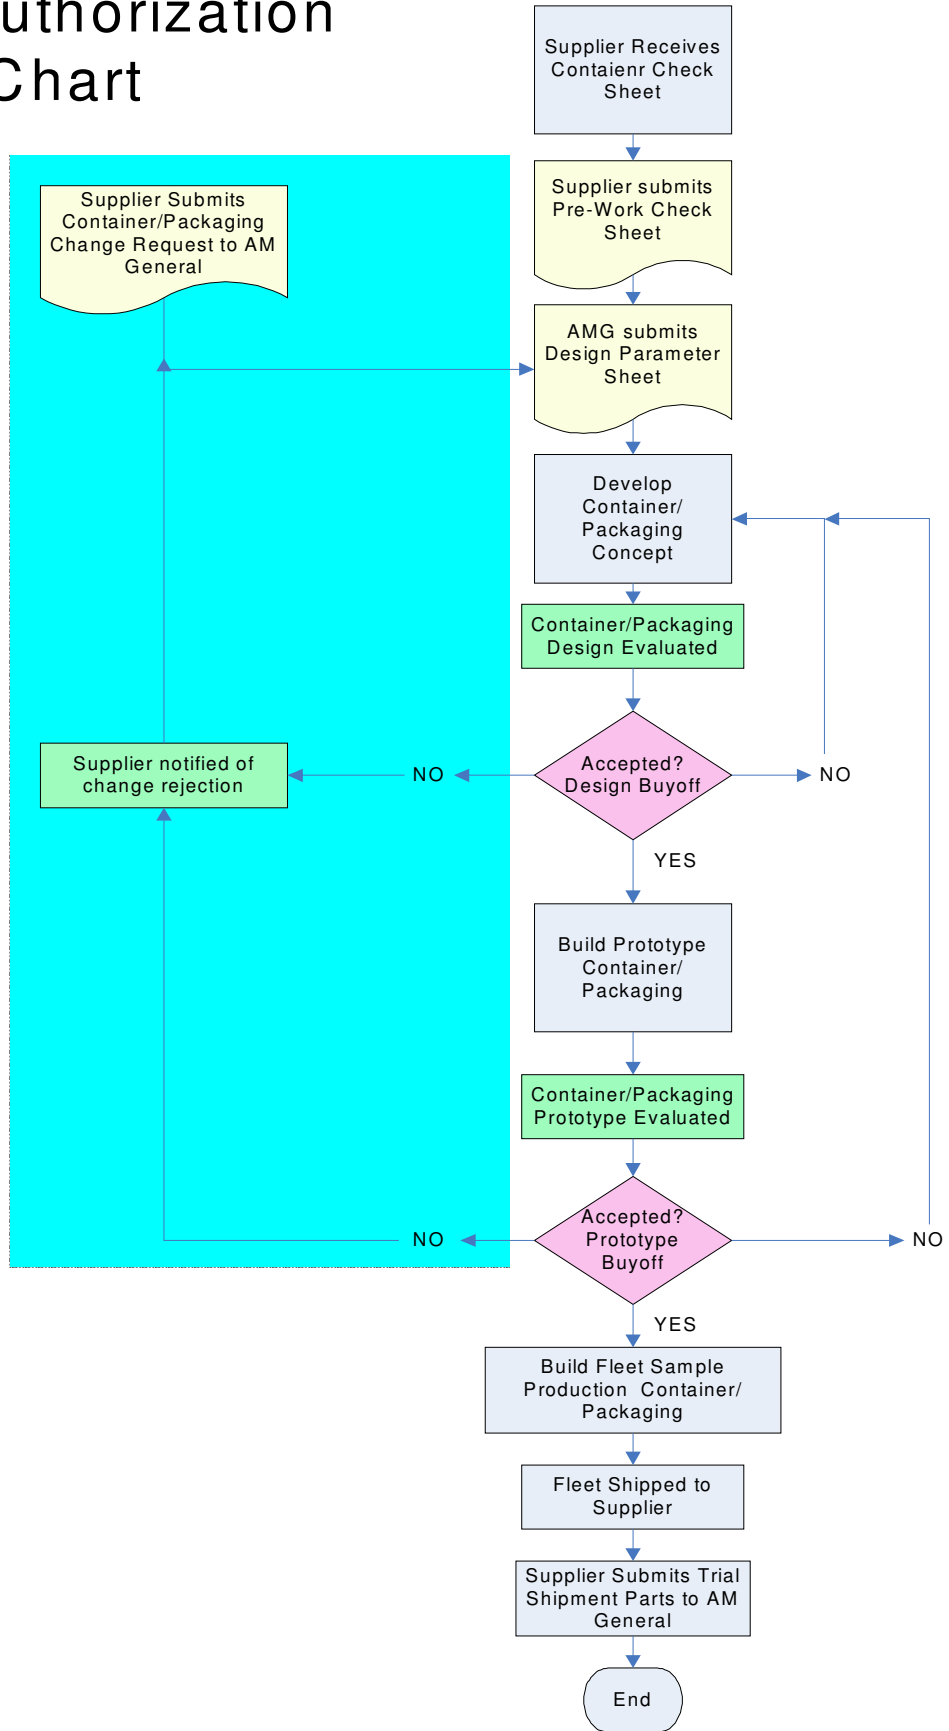 uthorization
Chart
Supplier Receives
Contaienr Check
Sheet
Supplier submits
Pre-Work Check
Sheet
Supplier Submits
Container/Packaging
Change Request to AM
General
AMG submits
Design Parameter
Sheet
Develop
Container/
Packaging
Concept
Container/Packaging
Design Evaluated
Supplier notified of
change rejection
NO
Accepted?
Design Buyoff
NO
YES
Build Prototype
Container/
Packaging
Container/Packaging
Prototype Evaluated
NO
Accepted?
Prototype
Buyoff
NO
YES
Build Fleet Sample
Production Container/
Packaging
Fleet Shipped to
Supplier
Supplier Submits Trial
Shipment Parts to AM
General
End